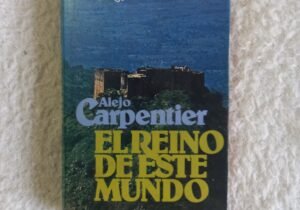 Alejo
Carpentier
EL REINO
DE ESTE
MUNDO